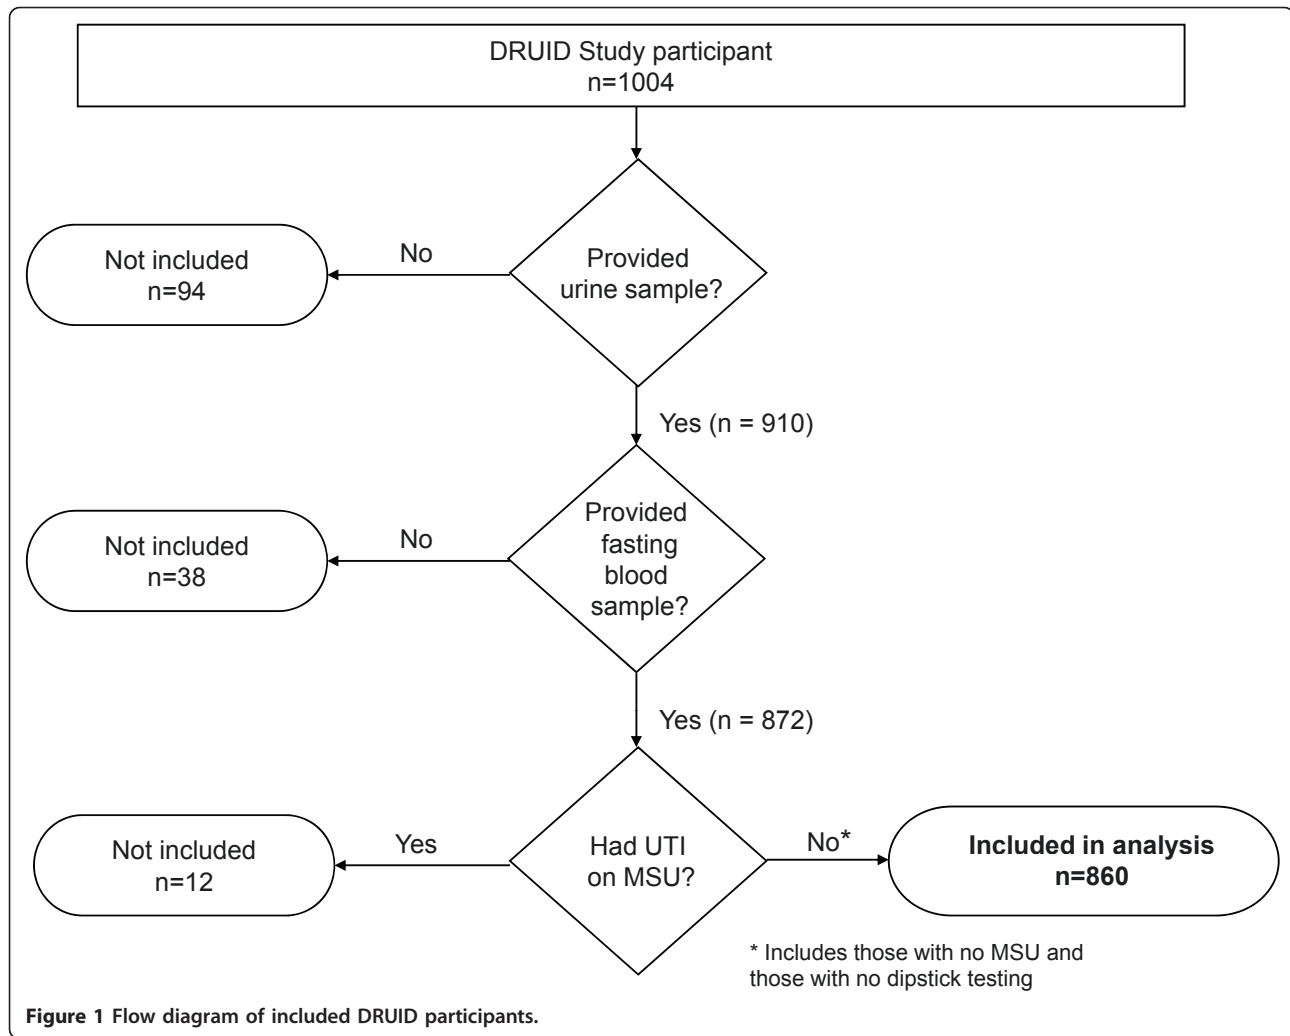 DRUID Study participant
n=1004
Not included
n=94
No
Provided
urine sample?
Yes (n = 910)
Not included
n=38
No
Provided
fasting
blood
sample?
Yes (n = 872)
Not included
n=12
Yes
Had UTI
on MSU?
No*
Included in analysis
n=860
* Includes those with no MSU and
those with no dipstick testing
Figure 1 Flow diagram of included DRUID participants.